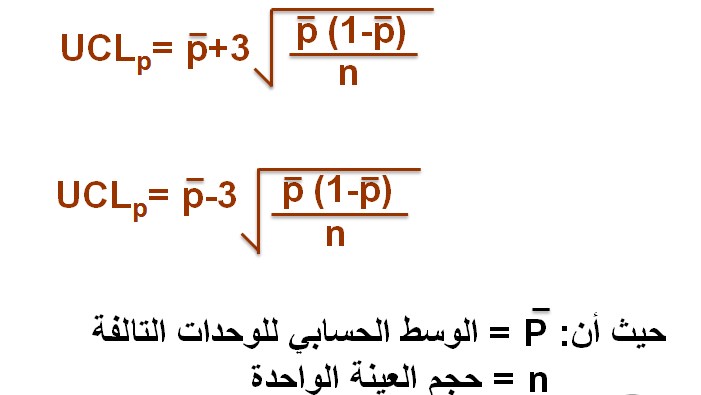 UCLp= p̅+3√(p̅ (1-p̅) / n)
UCLp= p̅-3√(p̅ (1-p̅) / n)
حيث أن: P̅ = الوسط الحسابي للوحدات التالفة
n = حجم العينة الواحدة